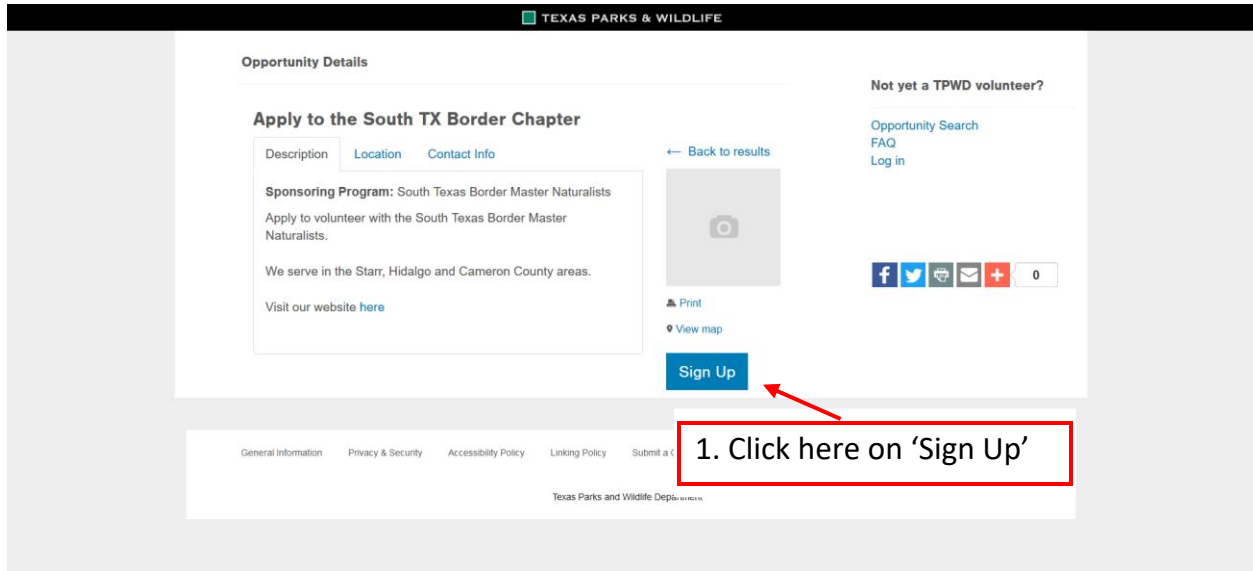 TEXAS PARKS & WILDLIFE
Opportunity Details
Apply to the South TX Border Chapter
Description Location Contact Info
Sponsoring Program: South Texas Border Master Naturalists
Apply to volunteer with the South Texas Border Master
Naturalists.
We serve in the Starr, Hidalgo and Cameron County areas.
Visit our website here
← Back to results
Print
View map
Sign Up
Not yet a TPWD volunteer?
Opportunity Search
FAQ
Log in
0
1. Click here on ‘Sign Up’
General Information Privacy & Security Accessibility Policy Linking Policy Submit a
Texas Parks and Wildlife Department